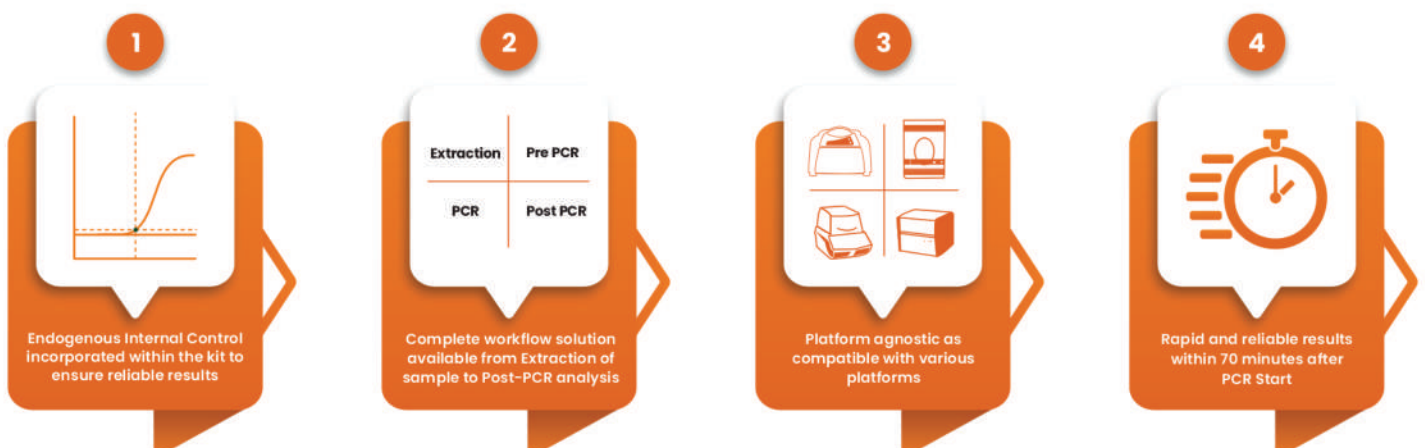 1
2
3
4
Extraction
Pre PCR
PCR
Post PCR
Endogenous Internal Control
incorporated within the kit to
ensure reliable results
Complete workflow solution
available from Extraction of
sample to Post-PCR analysis
Platform agnostic as
compatible with various
platforms
Rapid and reliable results
within 70 minutes after
PCR Start